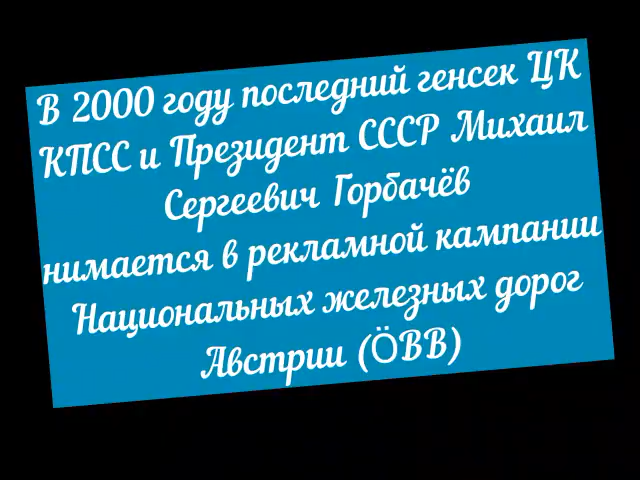 В 2000 году последний генсек ЦК
КПСС и Президент СССР Михаил
Сергеевич Горбачёв
нимается в рекламной кампании
Национальных железных дорог
Австрии (ÖBB)